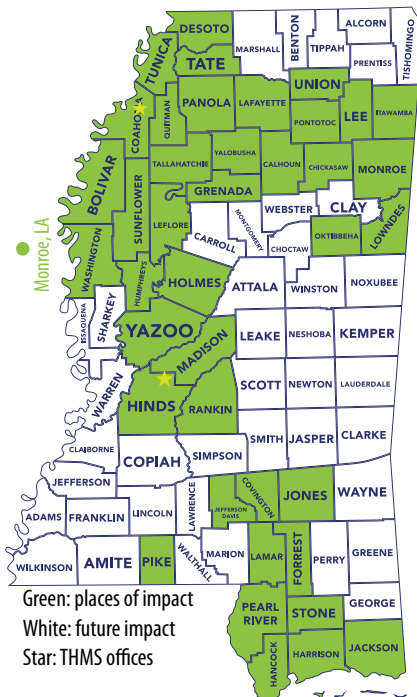 DESOTO
TUNICA
MARSHALL
BENTON
TIPPAH
ALCORN
PRENTISS
TISHOMINGO
TATE
UNION
COAHOMA
QUITMAN
PANOLA
LAFAYETTE
PONTOTOC
LEE
ITAWAMBA
BOLIVAR
SUNFLOWER
TALLAHATCHIE
YALOBUSHA
CALHOUN
CHICKASAW
MONROE
GRENADA
WASHINGTON
LEFLORE
CARROLL
MONTGOMERY
WEBSTER
CLAY
CHOCTAW
OKTIBBEHA
LOWNDES
Monroe, LA
HUMPHREYS
HOLMES
ATTALA
WINSTON
NOXUBEE
ISSAQUENA
SHARKEY
YAZOO
MADISON
LEAKE
NESHOBA
KEMPER
WARREN
HINDS
RANKIN
SCOTT
NEWTON
LAUDERDALE
CLAIBORNE
COPIAH
SIMPSON
SMITH
JASPER
CLARKE
JEFFERSON
ADAMS
FRANKLIN
LINCOLN
LAWRENCE
JEFFERSON
DAVIS
COVINGTON
JONES
WAYNE
WILKINSON
AMITE
PIKE
WALTHALL
MARION
LAMAR
FORREST
PERRY
GREENE
PEARL
RIVER
STONE
GEORGE
HANCOCK
HARRISON
JACKSON
Green: places of impact
White: future impact
Star: THMS offices